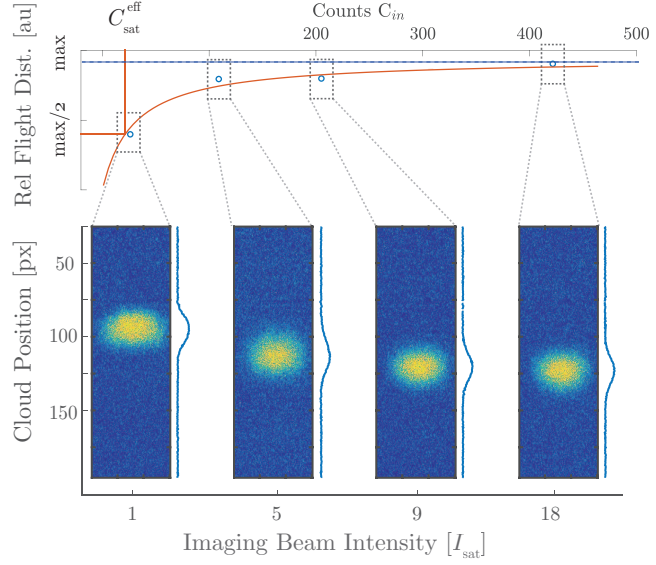 C_sat^eff
Counts C_in
200 300 400 500
Rel Flight Dist. [au]
max
max/2
Cloud Position [px]
50
100
150
1 5 9 18
Imaging Beam Intensity [I_sat]